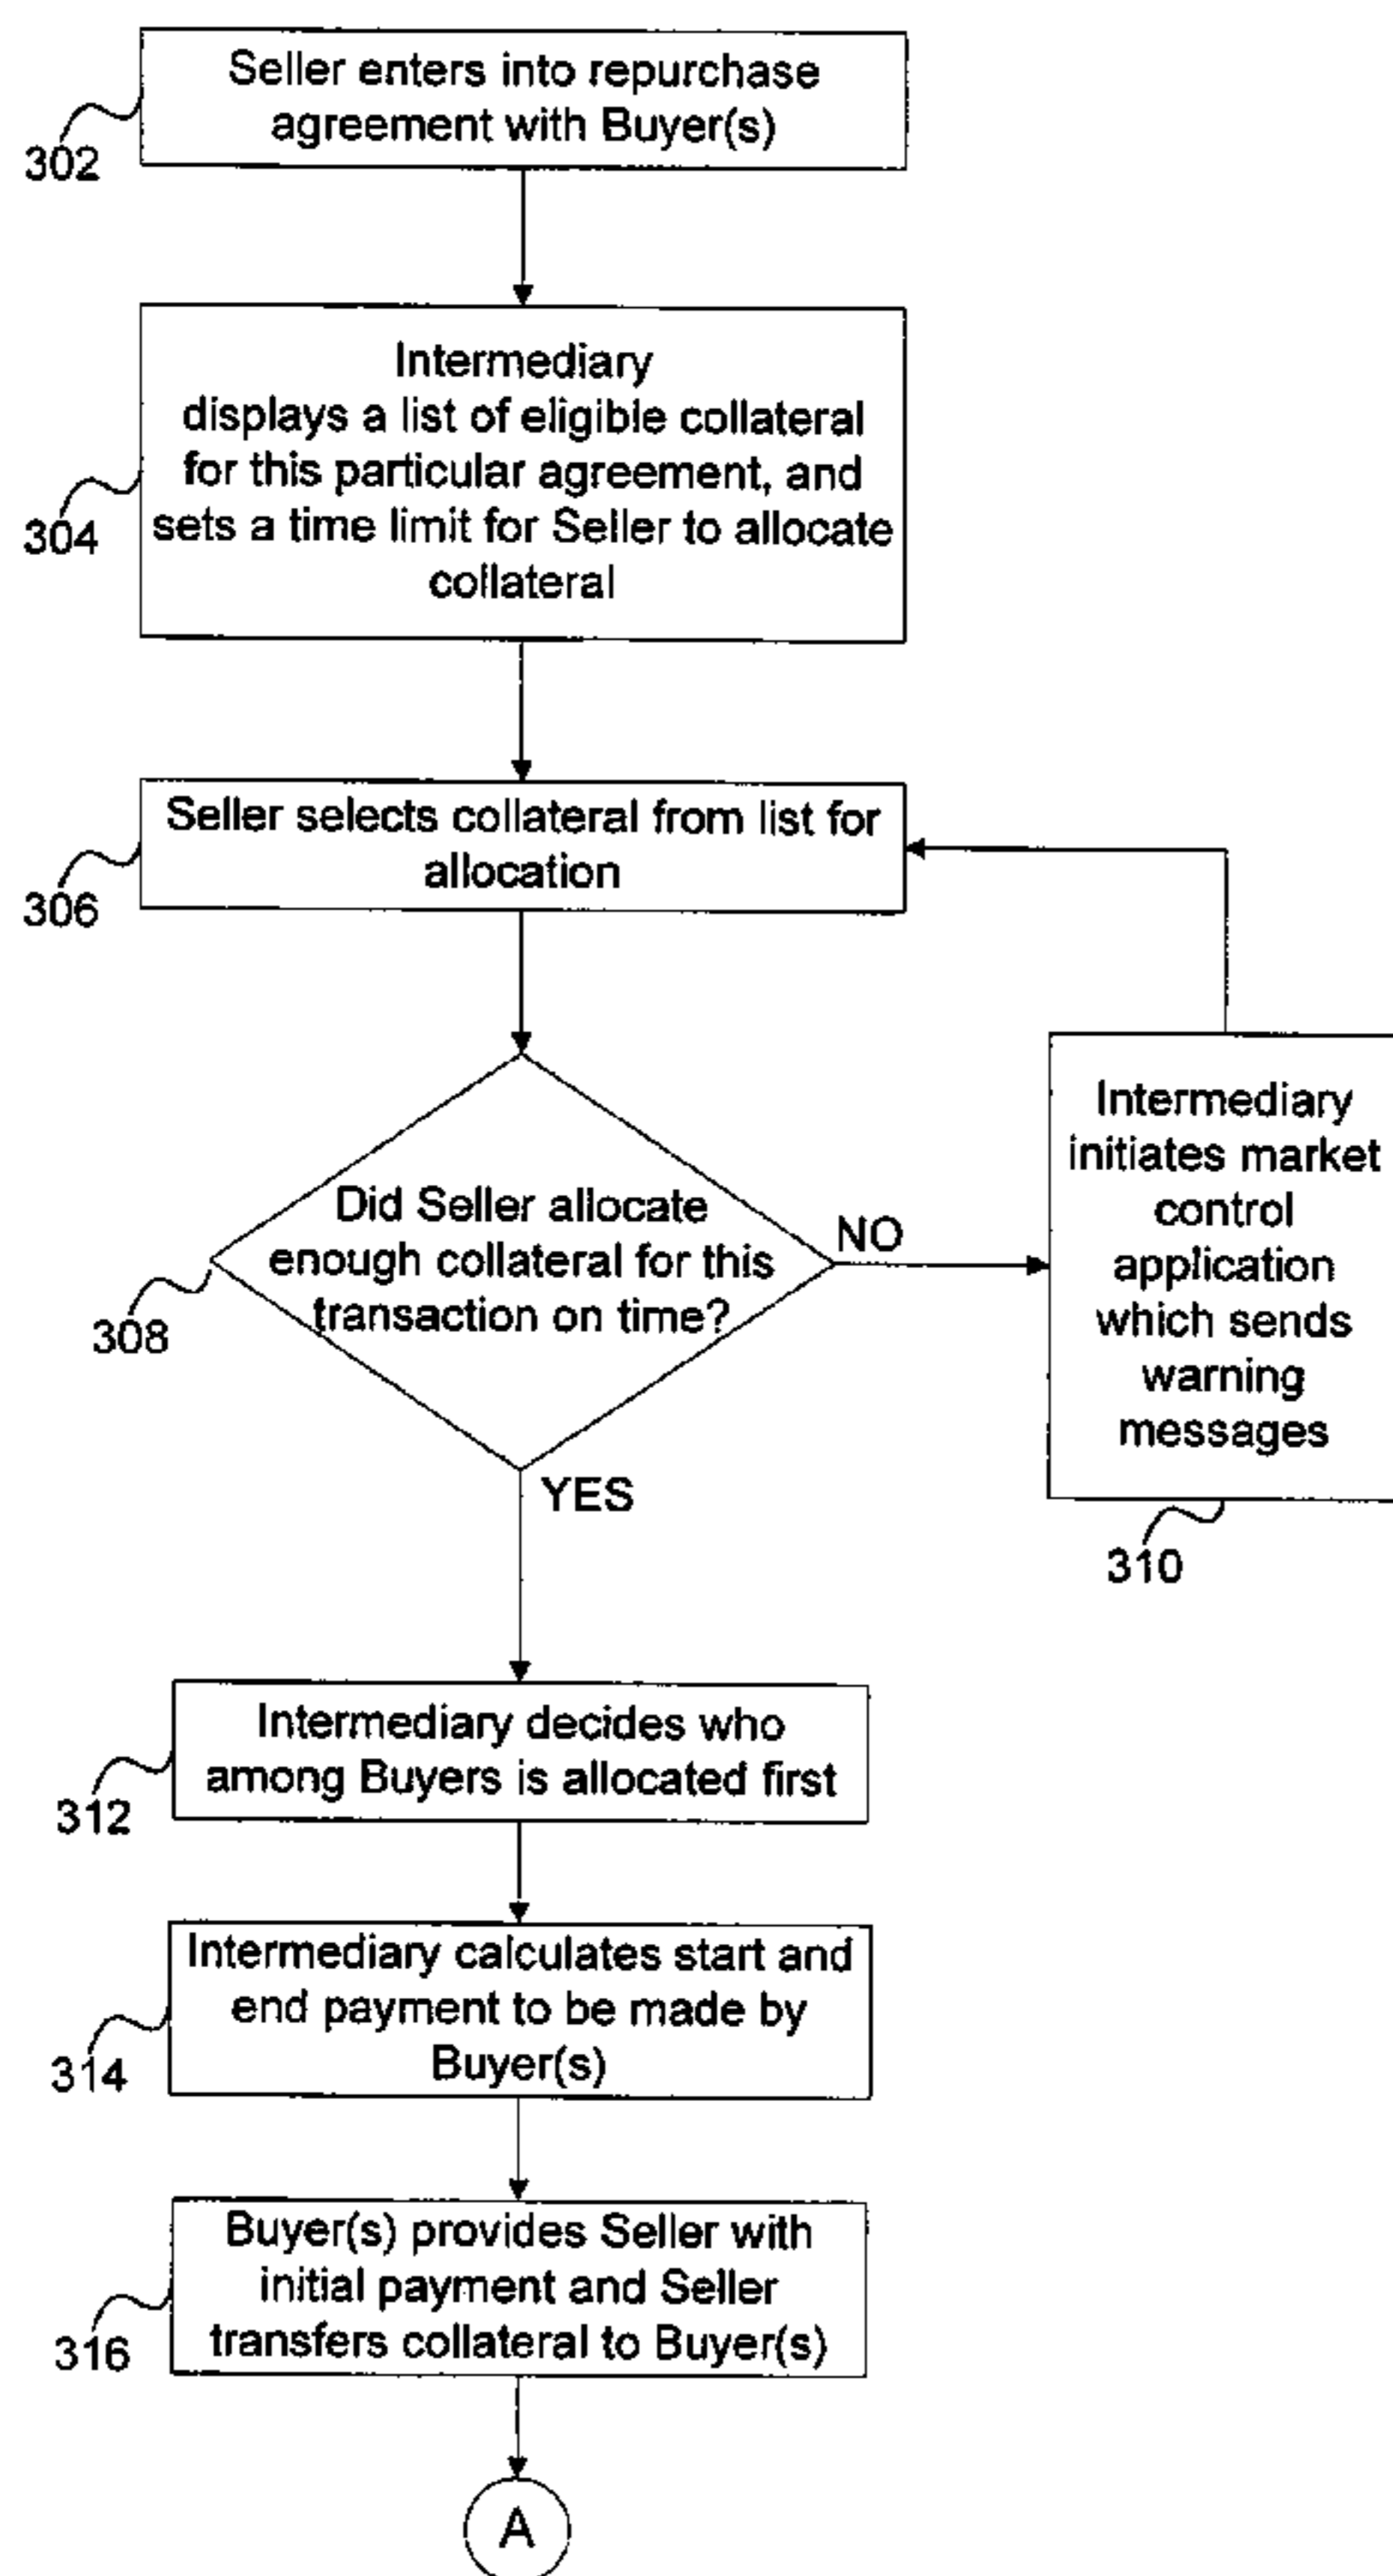 Seller enters into repurchase
agreement with Buyer(s)
302
Intermediary
displays a list of eligible collateral
for this particular agreement, and
sets a time limit for Seller to allocate
collateral
304
Seller selects collateral from list for
allocation
306
Did Seller allocate
enough collateral for this
transaction on time?
308
NO
Intermediary
initiates market
control
application
which sends
warning
messages
310
YES
Intermediary decides who
among Buyers is allocated first
312
Intermediary calculates start and
end payment to be made by
Buyer(s)
314
Buyer(s) provides Seller with
initial payment and Seller
transfers collateral to Buyer(s)
316
A